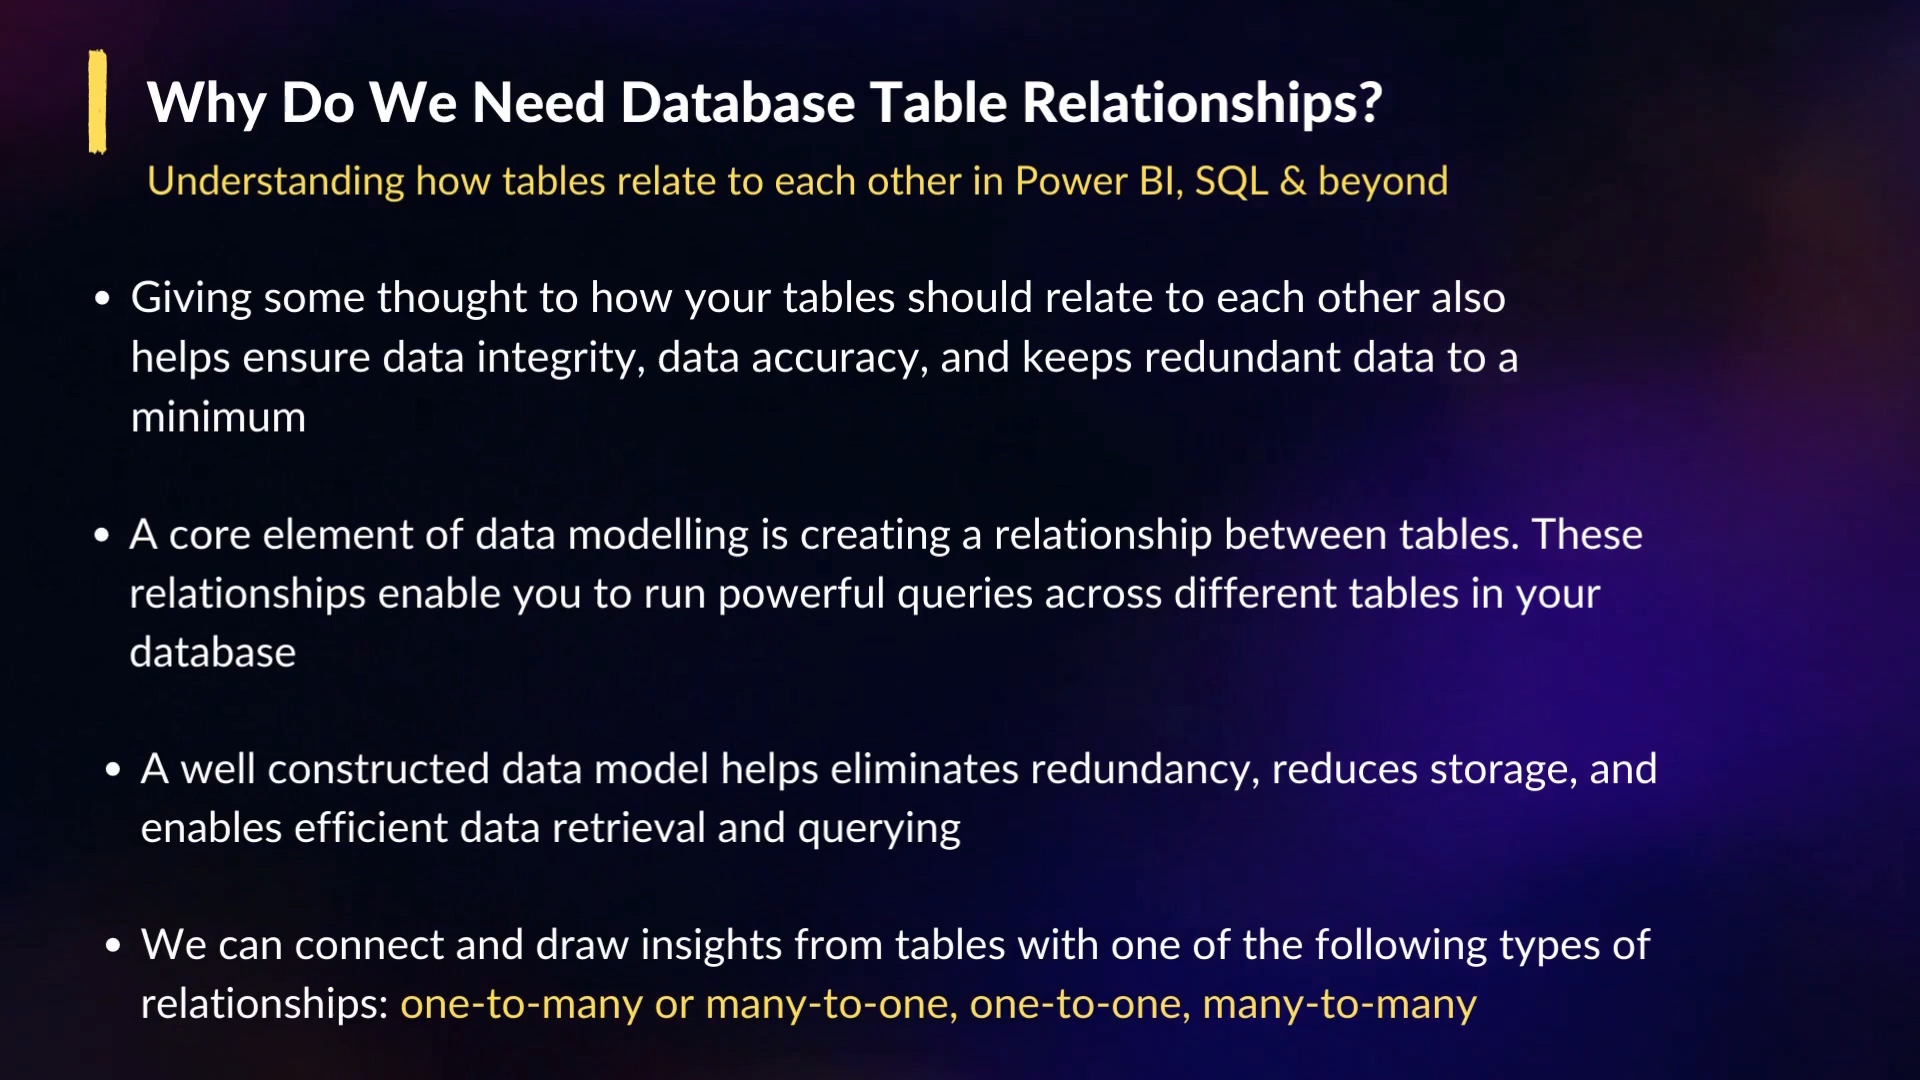 Why Do We Need Database Table Relationships?
Understanding how tables relate to each other in Power BI, SQL & beyond
• Giving some thought to how your tables should relate to each other also
helps ensure data integrity, data accuracy, and keeps redundant data to a
minimum
• A core element of data modelling is creating a relationship between tables. These
relationships enable you to run powerful queries across different tables in your
database
• A well constructed data model helps eliminates redundancy, reduces storage, and
enables efficient data retrieval and querying
• We can connect and draw insights from tables with one of the following types of
relationships: one-to-many or many-to-one, one-to-one, many-to-many